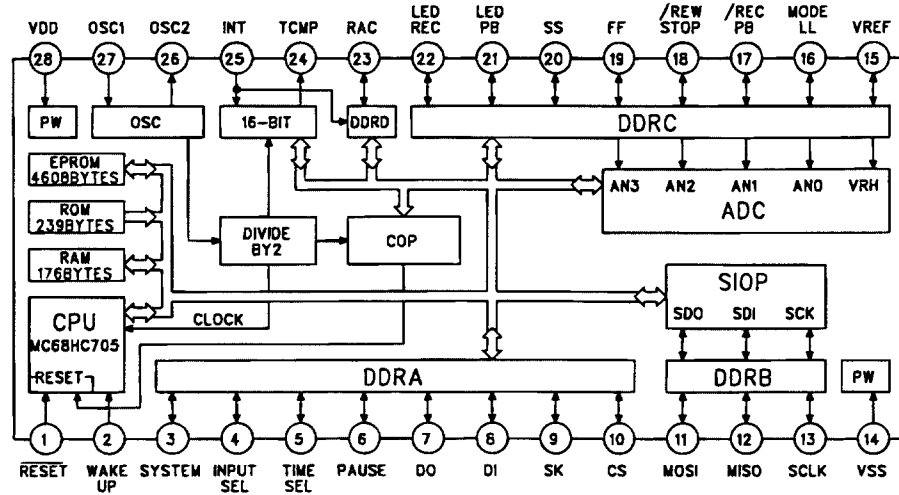 VDD OSC1 OSC2 INT TCMP RAC LED REC LED PB SS FF /REW STOP /REC PB MODE LL VREF
28 27 26 25 24 23 22 21 20 19 18 17 16 15
PW OSC 16-BIT DDRD DDRC
EPROM
4608BYTES
AN3 AN2 AN1 AN0 VRH
ADC
ROM
239BYTES
DIVIDE
BY2
COP
RAM
176BYTES
SIOP
SDO SDI SCK
CPU
MC68HC705
CLOCK
RESET
DDRA DDRB PW
1 2 3 4 5 6 7 8 9 10 11 12 13 14
RESET WAKE UP SYSTEM INPUT SEL TIME SEL PAUSE DO DI SK CS MOSI MISO SCLK VSS